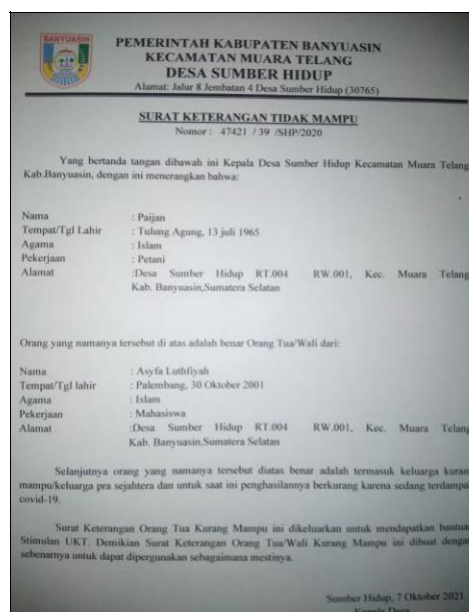 BANYUASIN
PEMERINTAH KABUPATEN BANYUASIN
KECAMATAN MUARA TELANG
DESA SUMBER HIDUP
Alamat: Jalur 8 Jembatan 4 Desa Sumber Hidup (30765)
SURAT KETERANGAN TIDAK MAMPU
Nomor : 47421 / 39 /SHP/2020
Yang bertanda tangan dibawah ini Kepala Desa Sumber Hidup Kecamatan Muara Telang
Kab.Banyuasin, dengan ini menerangkan bahwa:
Nama : Paijan
Tempat/Tgl Lahir : Tulung Agung, 13 juli 1965
Agama : Islam
Pekerjaan : Petani
Alamat :Desa Sumber Hidup RT.004 RW.001, Kec. Muara Telang
Kab. Banyuasin,Sumatera Selatan
Orang yang namanya tersebut di atas adalah benar Orang Tua/Wali dari:
Nama : Asyfa Luthfiyah
Tempat/Tgl lahir : Palembang, 30 Oktober 2001
Agama : Islam
Pekerjaan : Mahasiswa
Alamat :Desa Sumber Hidup RT.004 RW.001, Kec. Muara Telang
Kab. Banyuasin,Sumatera Selatan
Selanjutnya orang yang namanya tersebut diatas benar adalah termasuk keluarga kuran
mampu/keluarga pra sejahtera dan untuk saat ini penghasilannya berkurang karena sedang terdampa
covid-19.
Surat Keterangan Orang Tua Kurang Mampu ini dikeluarkan untuk mendapatkan bantua
Stimulan UKT. Demikian Surat Keterangan Orang Tua/Wali Kurang Mampu ini dibuat denga
sebenarnya untuk dapat dipergunakan sebagaimana mestinya.
Sumber Hidup, 7 Oktober 2021
Kepala Desa